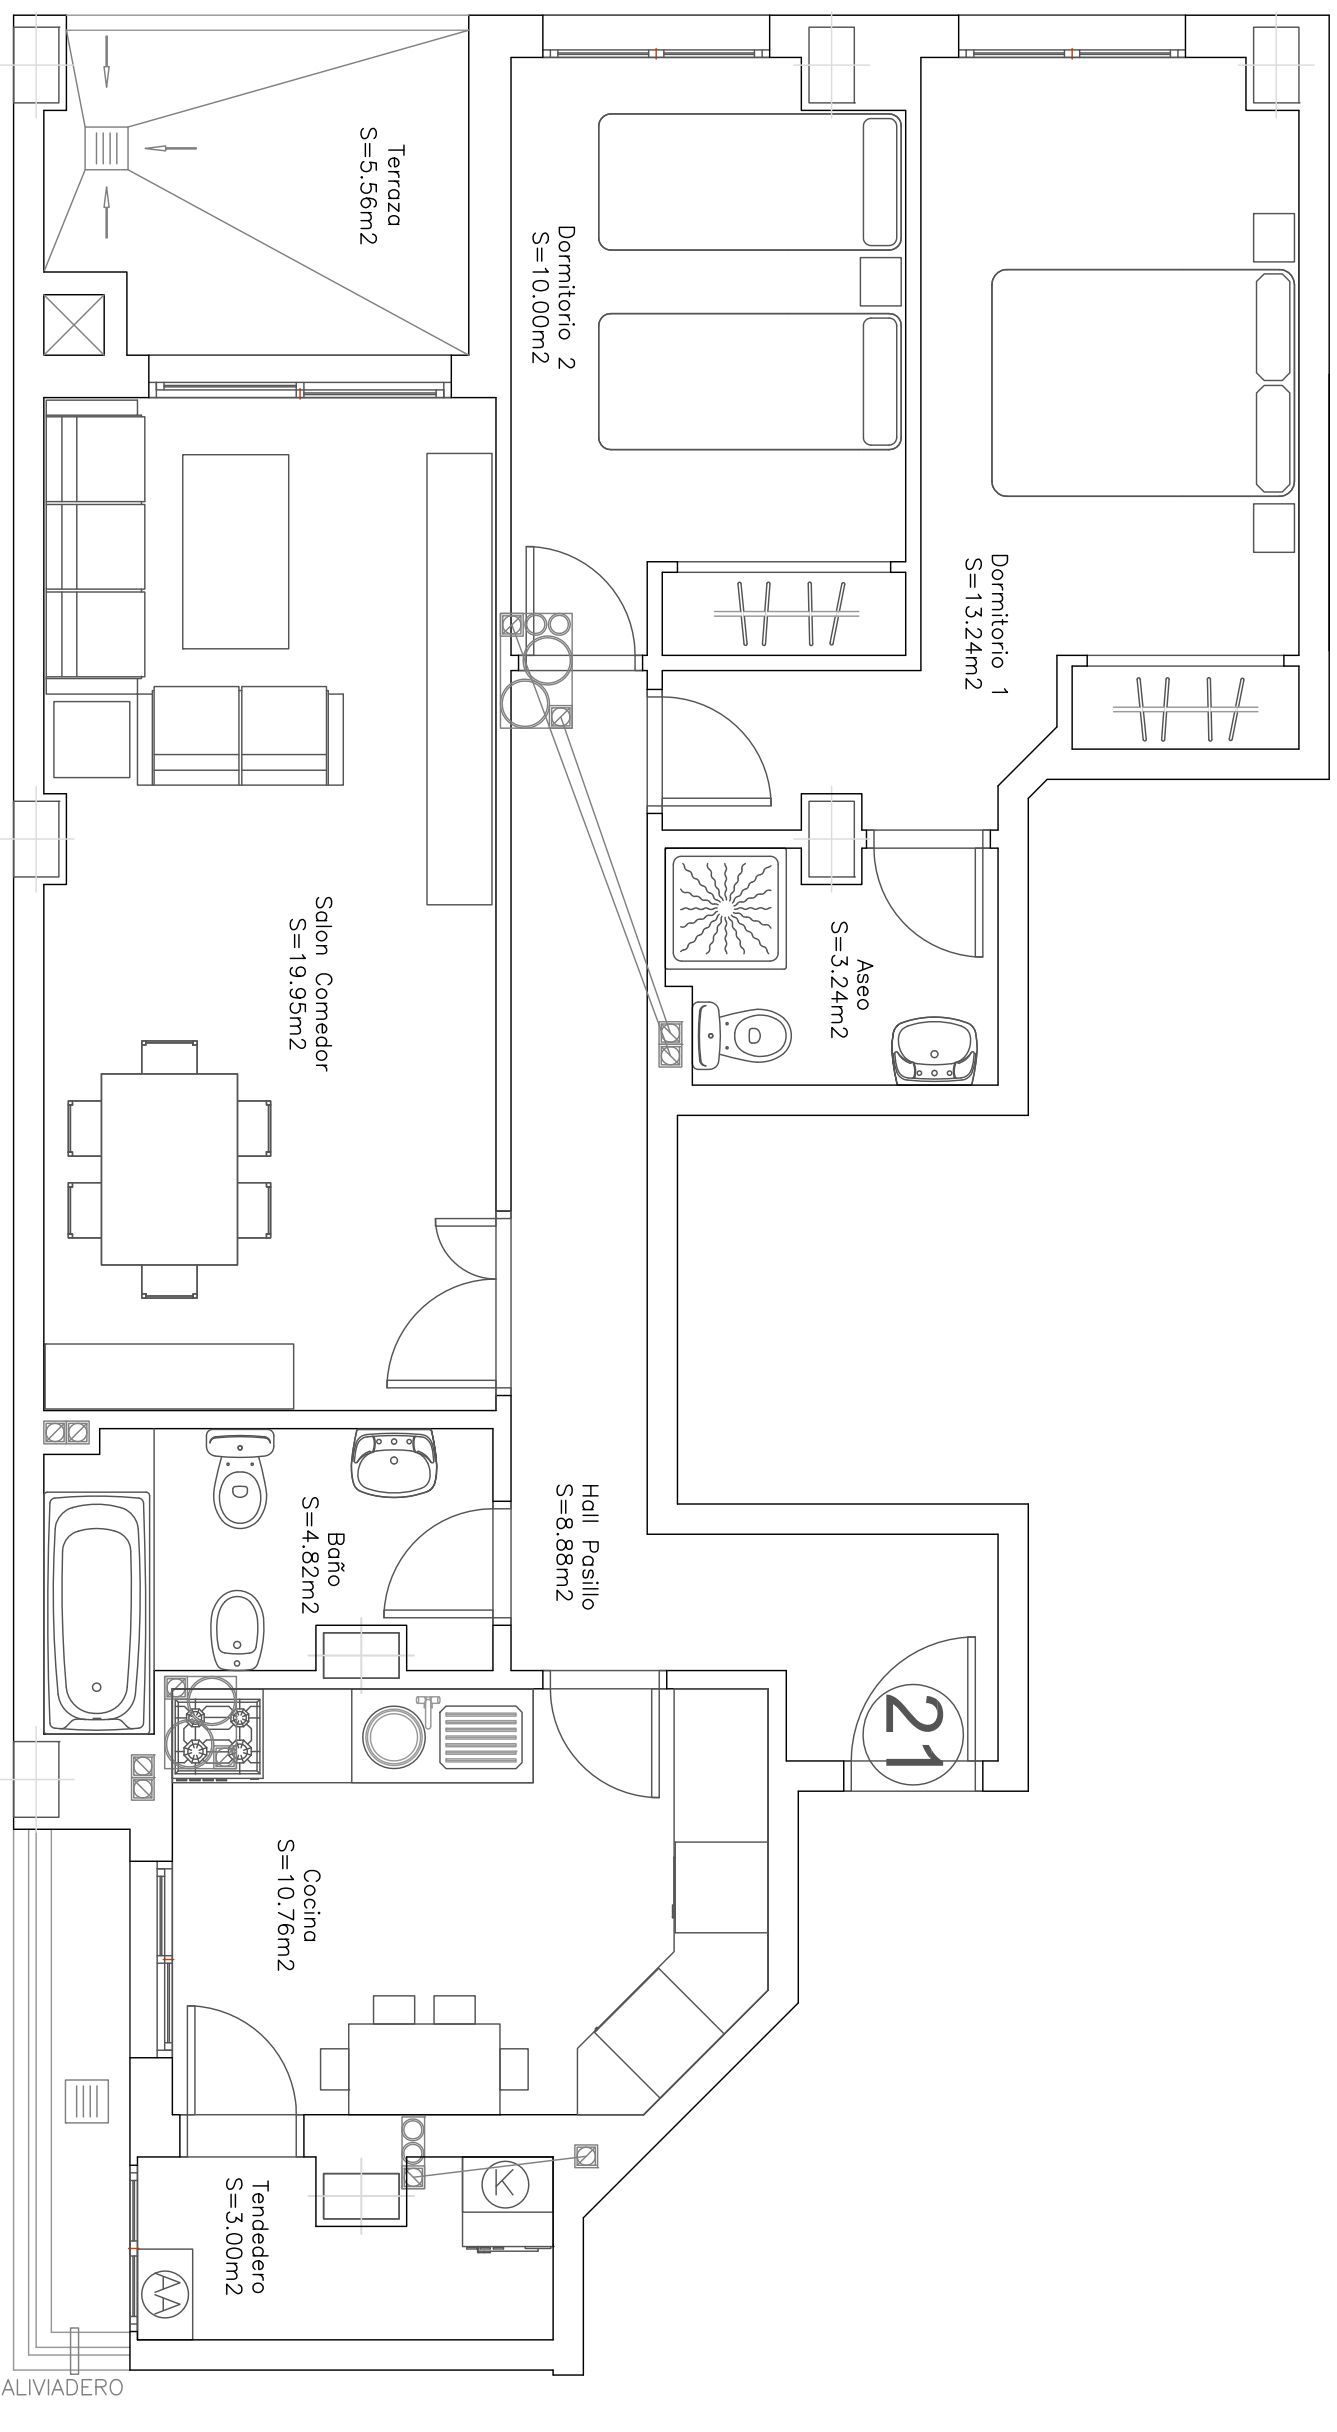 Terraza
S=5.56m2
Dormitorio 2
S=10.00m2
Dormitorio 1
S=13.24m2
Aseo
S=3.24m2
Salon Comedor
S=19.95m2
Hall Pasillo
S=8.88m2
Baño
S=4.82m2
21
Cocina
S=10.76m2
K
Tendedero
S=3.00m2
AA
ALIVIADERO